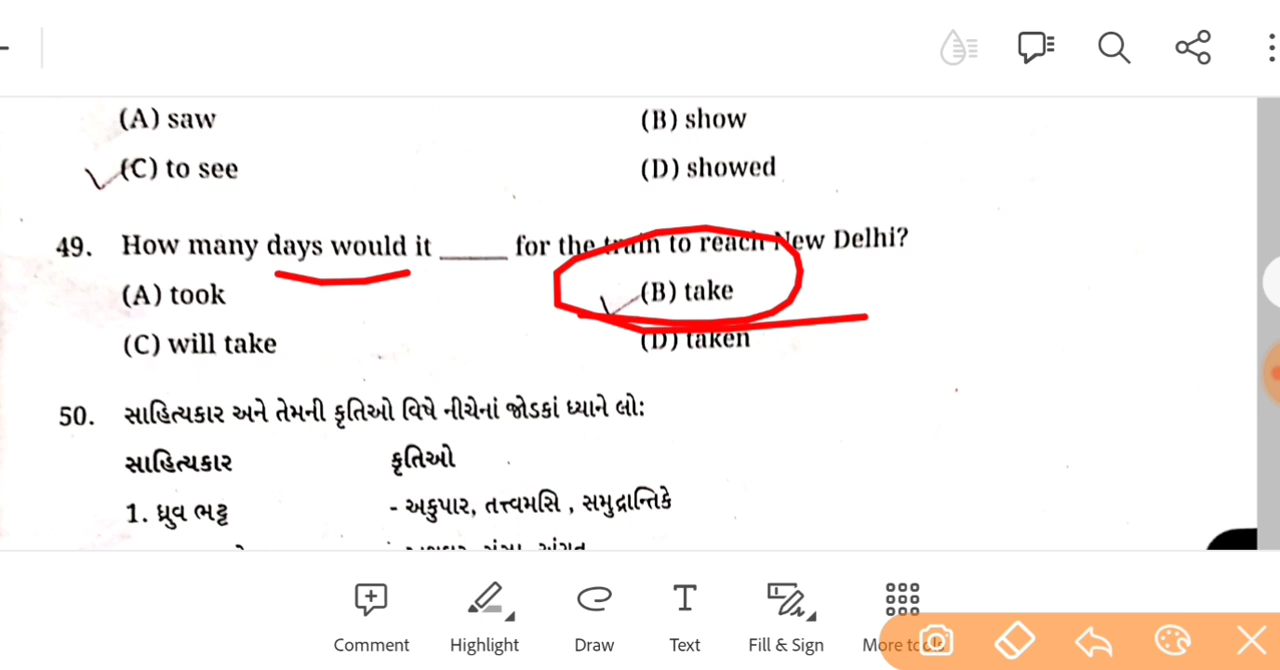 (A) saw (B) show
(C) to see (D) showed
49. How many days would it _____ for the train to reach New Delhi?
(A) took (B) take
(C) will take (D) taken
50. સાહિત્યકાર અને તેમની કૃતિઓ વિષે નીચેનાં જોડકાં ધ્યાને લો:
સાહિત્યકાર કૃતિઓ
1. ધ્રુવ ભટ્ટ - અકુપાર, તત્ત્વમસિ , સમુદ્રાન્તિકે
Comment Highlight Draw Text Fill & Sign More